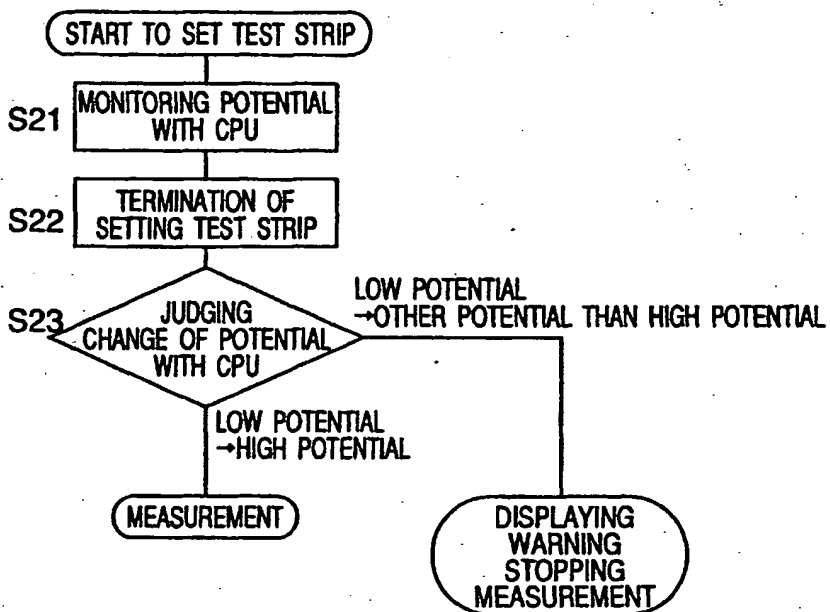 START TO SET TEST STRIP
S21
MONITORING POTENTIAL
WITH CPU
S22
TERMINATION OF
SETTING TEST STRIP
S23
JUDGING
CHANGE OF POTENTIAL
WITH CPU
LOW POTENTIAL
→OTHER POTENTIAL THAN HIGH POTENTIAL
LOW POTENTIAL
→HIGH POTENTIAL
MEASUREMENT
DISPLAYING
WARNING
STOPPING
MEASUREMENT